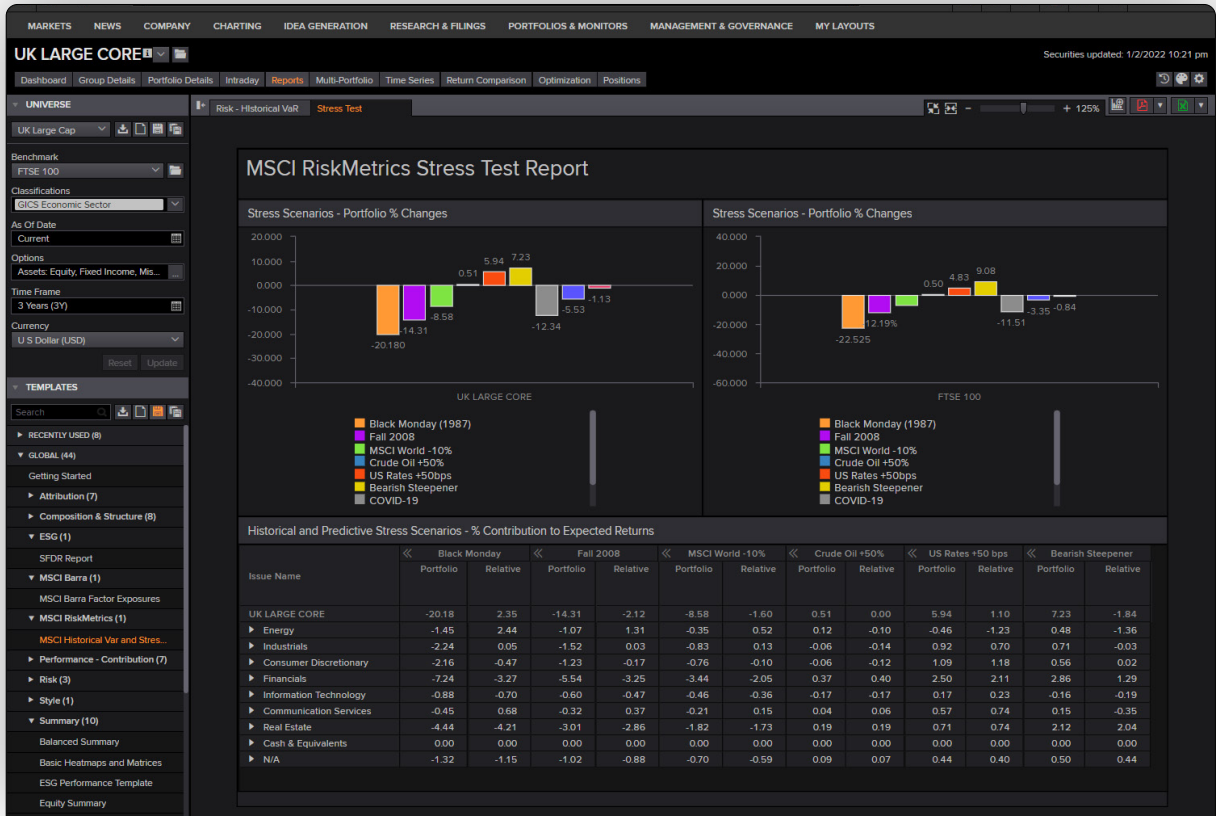 MARKETS NEWS COMPANY CHARTING IDEA GENERATION RESEARCH & FILINGS PORTFOLIOS & MONITORS MANAGEMENT & GOVERNANCE MY LAYOUTS
UK LARGE CORE
Securities updated: 1/2/2022 10:21 pm
Dashboard Group Details Portfolio Details Intraday Reports Multi-Portfolio Time Series Return Comparison Optimization Positions
UNIVERSE
UK Large Cap
Benchmark
FTSE 100
Classifications
GICS Economic Sector
As Of Date
Current
Options
Assets: Equity, Fixed Income, Mis... ...
Time Frame
3 Years (3Y)
Currency
U S Dollar (USD)
Reset Update
TEMPLATES
Search
RECENTLY USED (8)
GLOBAL (44)
Getting Started
Attribution (7)
Composition & Structure (8)
ESG (1)
SFDR Report
MSCI Barra (1)
MSCI Barra Factor Exposures
MSCI RiskMetrics (1)
MSCI Historical Var and Stres...
Performance - Contribution (7)
Risk (3)
Style (1)
Summary (10)
Balanced Summary
Basic Heatmaps and Matrices
ESG Performance Template
Equity Summary
Risk - HIstorical VaR Stress Test
- + 125%
MSCI RiskMetrics Stress Test Report
Stress Scenarios - Portfolio % Changes
20.000
10.000
0.000
-10.000
-20.000
-30.000
-40.000
-20.180
-14.31
-8.58
0.51
5.94
7.23
-12.34
-5.53
-1.13
UK LARGE CORE
Black Monday (1987)
Fall 2008
MSCI World -10%
Crude Oil +50%
US Rates +50bps
Bearish Steepener
COVID-19
Stress Scenarios - Portfolio % Changes
40.000
20.000
0.000
-20.000
-40.000
-60.000
-22.525
12.19%
0.50
4.83
9.08
-11.51
-3.35
-0.84
FTSE 100
Black Monday (1987)
Fall 2008
MSCI World -10%
Crude Oil +50%
US Rates +50bps
Bearish Steepener
COVID-19
Historical and Predictive Stress Scenarios - % Contribution to Expected Returns
Black Monday Fall 2008 MSCI World -10% Crude Oil +50% US Rates +50 bps Bearish Steepener
Issue Name Portfolio Relative Portfolio Relative Portfolio Relative Portfolio Relative Portfolio Relative Portfolio Relative
UK LARGE CORE -20.18 2.35 -14.31 -2.12 -8.58 -1.60 0.51 0.00 5.94 1.10 7.23 -1.84
Energy -1.45 2.44 -1.07 1.31 -0.35 0.52 0.12 -0.10 -0.46 -1.23 0.48 -1.36
Industrials -2.24 0.05 -1.52 0.03 -0.83 0.13 -0.06 -0.14 0.92 0.70 0.71 -0.03
Consumer Discretionary -2.16 -0.47 -1.23 -0.17 -0.76 -0.10 -0.06 -0.12 1.09 1.18 0.56 0.02
Financials -7.24 -3.27 -5.54 -3.25 -3.44 -2.05 0.37 0.40 2.50 2.11 2.86 1.29
Information Technology -0.88 -0.70 -0.60 -0.47 -0.46 -0.36 -0.17 -0.17 0.17 0.23 -0.16 -0.19
Communication Services -0.45 0.68 -0.32 0.37 -0.21 0.15 0.04 0.06 0.57 0.74 0.15 -0.35
Real Estate -4.44 -4.21 -3.01 -2.86 -1.82 -1.73 0.19 0.19 0.71 0.74 2.12 2.04
Cash & Equivalents 0.00 0.00 0.00 0.00 0.00 0.00 0.00 0.00 0.00 0.00 0.00 0.00
N/A -1.32 -1.15 -1.02 -0.88 -0.70 -0.59 0.09 0.07 0.44 0.40 0.50 0.44